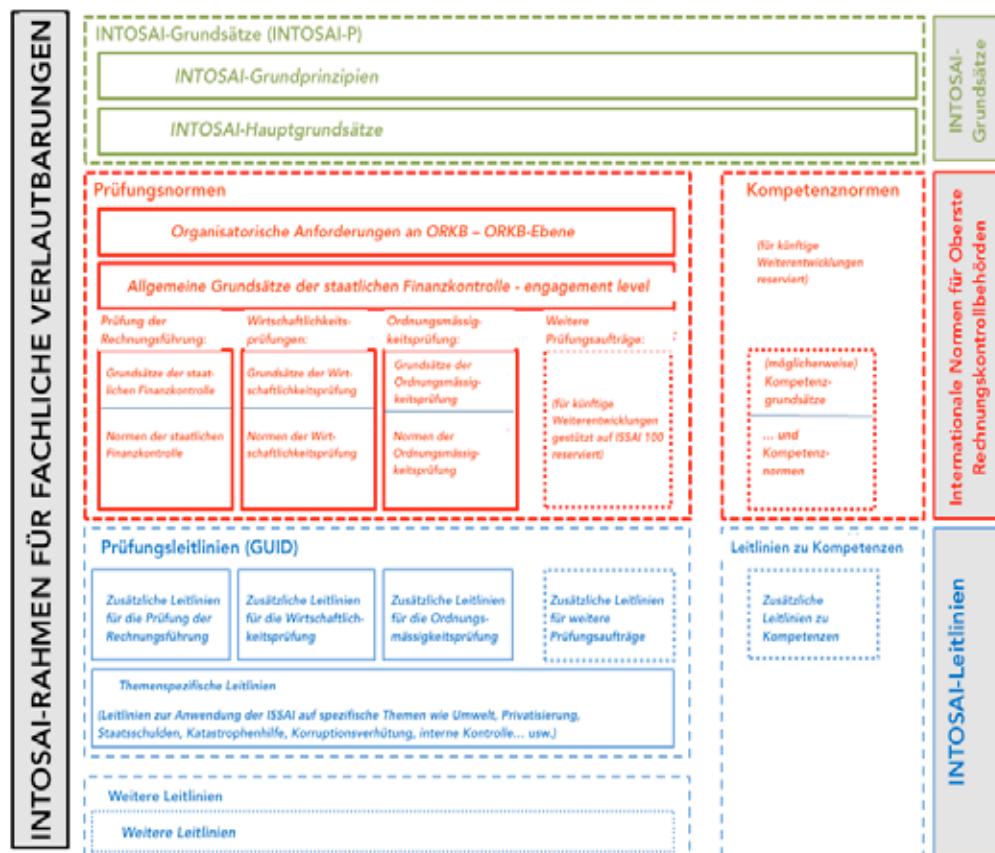 INTOSAI-RAHMEN FÜR FACHLICHE VERLAUTBARUNGEN
INTOSAI-Grundsätze (INTOSAI-P)
INTOSAI-Grundprinzipien
INTOSAI-Hauptgrundsätze
INTOSAI-
Grundsätze
Prüfungsnormen
Organisatorische Anforderungen an ORKB – ORKB-Ebene
Allgemeine Grundsätze der staatlichen Finanzkontrolle - engagement level
Prüfung der
Rechnungsführung:
Grundsätze der staat-
lichen Finanzkontrolle
Normen der staatlichen
Finanzkontrolle
Wirtschaftlichkeits-
prüfungen:
Grundsätze der Wirt-
schaftlichkeitsprüfung
Normen der Wirt-
schaftlichkeitsprüfung
Ordnungsmässig-
keitsprüfung:
Grundsätze der
Ordnungsmässig-
keitsprüfung
Normen der
Ordnungsmässig-
keitsprüfung
Weitere
Prüfungsaufträge:
(für künftige
Weiterentwicklungen
gestützt auf ISSAI 100
reserviert)
Kompetenznormen
(für künftige
Weiterentwicklungen
reserviert)
(möglicherweise)
Kompetenz-
grundsätze
... und
Kompetenz-
normen
Internationale Normen für Oberste
Rechnungskontrollbehörden
Prüfungsleitlinien (GUID)
Zusätzliche Leitlinien
für die Prüfung der
Rechnungsführung
Zusätzliche Leitlinien
für die Wirtschaftlich-
keitsprüfung
Zusätzliche Leitlinien
für die Ordnungs-
mässigkeitsprüfung
Zusätzliche Leitlinien
für weitere
Prüfungsaufträge
Themenspezifische Leitlinien
(Leitlinien zur Anwendung der ISSAI auf spezifische Themen wie Umwelt, Privatisierung,
Staatsschulden, Katastrophenhilfe, Korruptionsverhütung, interne Kontrolle... usw.)
Weitere Leitlinien
Weitere Leitlinien
Leitlinien zu Kompetenzen
Zusätzliche
Leitlinien zu
Kompetenzen
INTOSAI-Leitlinien